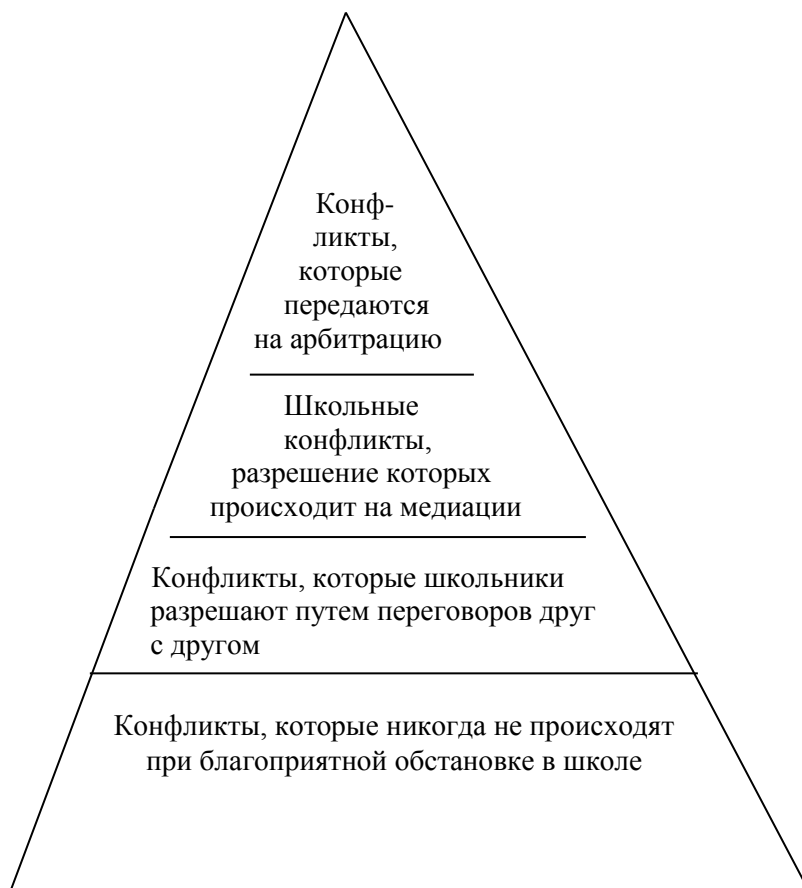 Конф-
ликты,
которые
передаются
на арбитрацию
Школьные
конфликты,
разрешение которых
происходит на медиации
Конфликты, которые школьники
разрешают путем переговоров друг
с другом
Конфликты, которые никогда не происходят
при благоприятной обстановке в школе